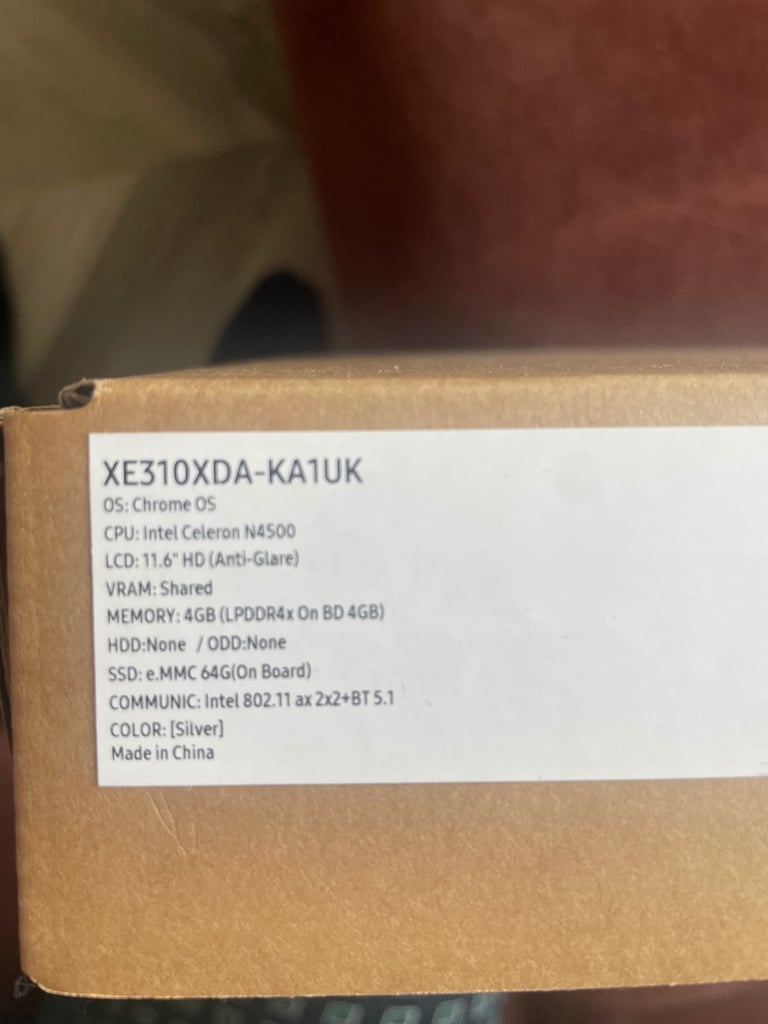 XE310XDA-KA1UK
OS: Chrome OS
CPU: Intel Celeron N4500
LCD: 11.6" HD (Anti-Glare)
VRAM: Shared
MEMORY: 4GB (LPDDR4x On BD 4GB)
HDD:None / ODD:None
SSD: e.MMC 64G(On Board)
COMMUNIC: Intel 802.11 ax 2x2+BT 5.1
COLOR: [Silver]
Made in China